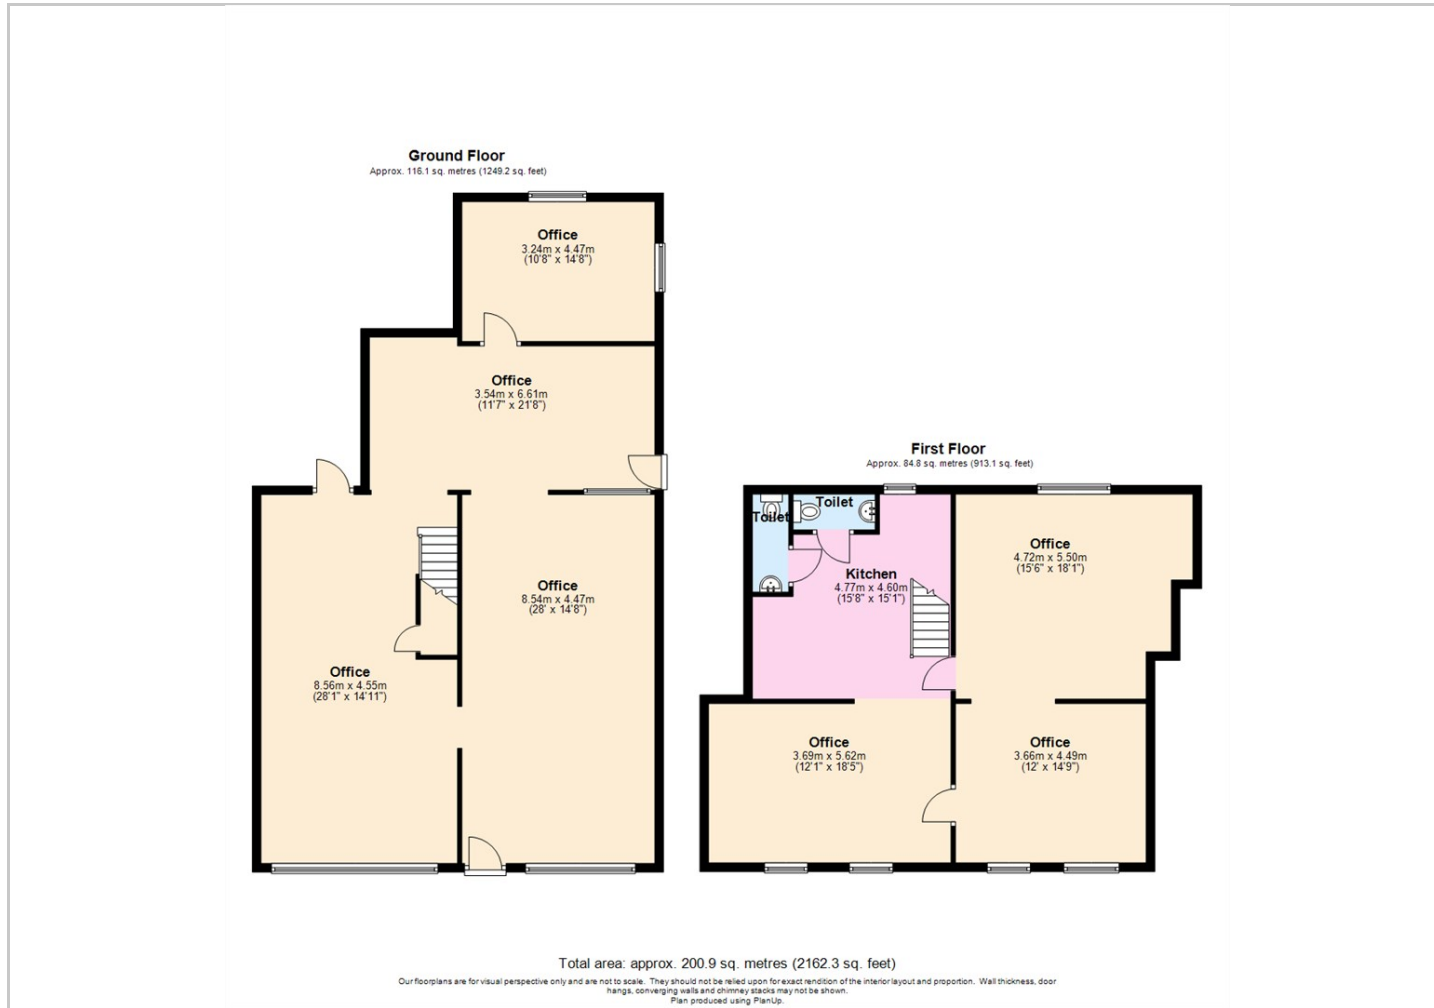 Ground Floor
Approx. 116.1 sq. metres (1249.2 sq. feet)
Office
3.24m x 4.47m
(10'8" x 14'8")
Office
3.54m x 6.61m
(11'7" x 21'8")
Office
8.54m x 4.47m
(28' x 14'8")
Office
8.56m x 4.55m
(28'1" x 14'11")
First Floor
Approx. 84.8 sq. metres (913.1 sq. feet)
Toilet
Toilet
Kitchen
4.77m x 4.60m
(15'8" x 15'1")
Office
4.72m x 5.50m
(15'6" x 18'1")
Office
3.69m x 5.62m
(12'1" x 18'5")
Office
3.66m x 4.49m
(12' x 14'9")
Total area: approx. 200.9 sq. metres (2162.3 sq. feet)
Our floorplans are for visual perspective only and are not to scale. They should not be relied upon for exact rendition of the interior layout and proportion. Wall thickness, door
hangs, converging walls and chimney stacks may not be shown.
Plan produced using PlanUp.